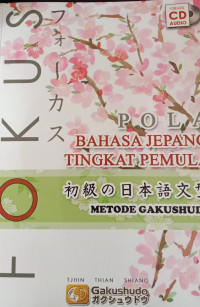 DISERTAI
CD
AUDIO
FOKUS
フォーカス
POLA
BAHASA JEPANG
TINGKAT PEMULA
初級の日本語文型
METODE GAKUSHUDO
TJHIN THIAN SHIANG
Gakushudo
ガクシュウドウ